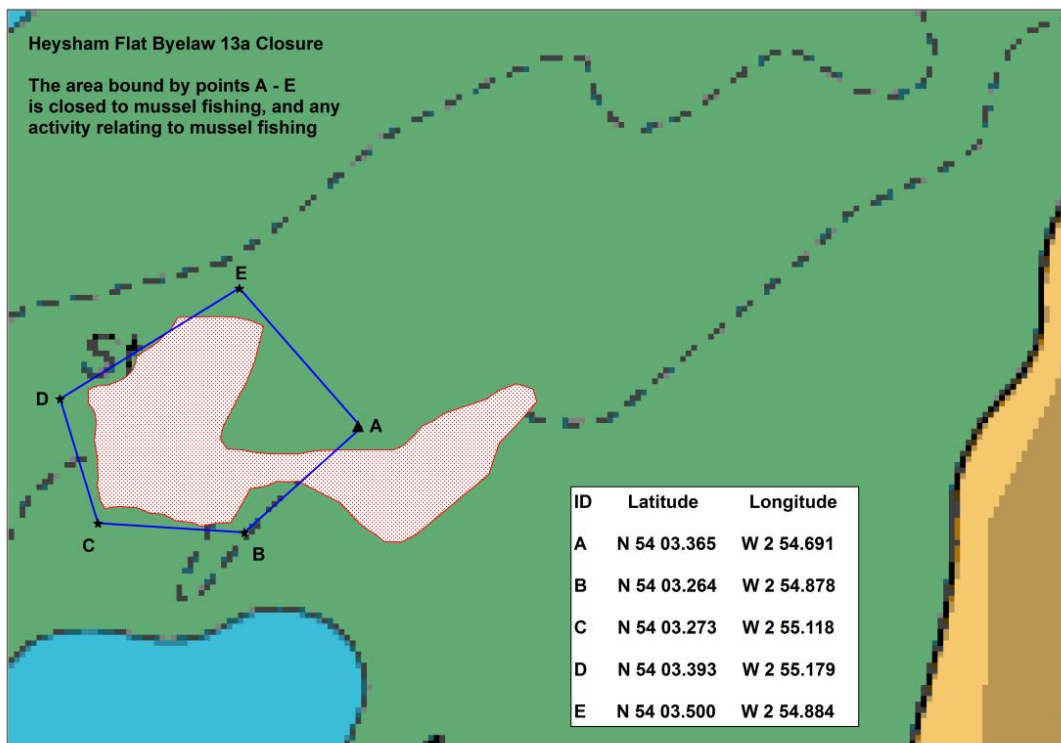 Heysham Flat Byelaw 13a Closure
The area bound by points A - E
is closed to mussel fishing, and any
activity relating to mussel fishing
E
St
D
A
C
B
ID Latitude Longitude
A N 54 03.365 W 2 54.691
B N 54 03.264 W 2 54.878
C N 54 03.273 W 2 55.118
D N 54 03.393 W 2 55.179
E N 54 03.500 W 2 54.884